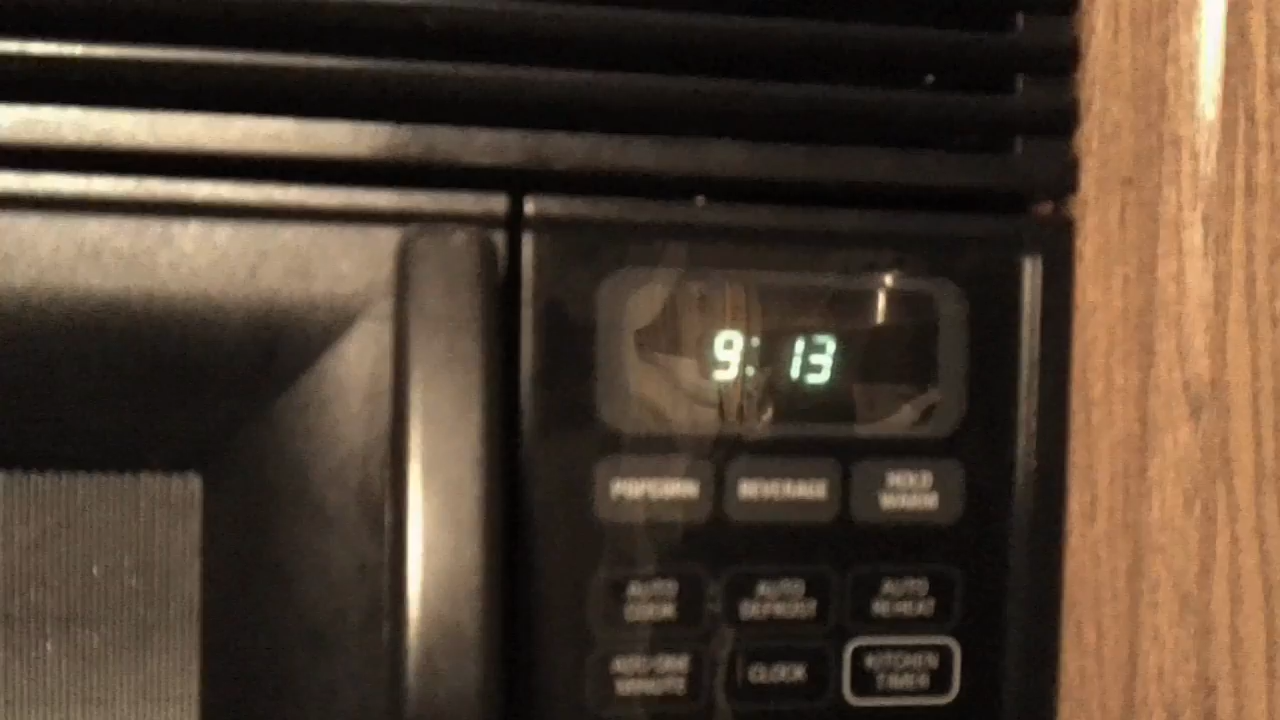 9:13
POPCORN
BEVERAGE
HOLD
WARM
AUTO
COOK
AUTO
DEFROST
AUTO
REHEAT
ADD ONE
MINUTE
CLOCK
KITCHEN
TIMER